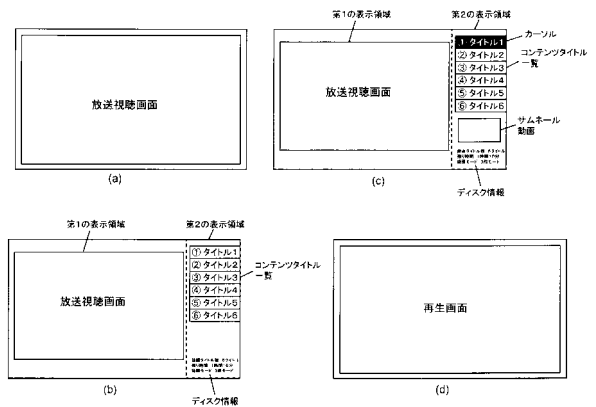 放送視聴画面
(a)
第1の表示領域
第2の表示領域
放送視聴画面
① タイトル1
② タイトル2
③ タイトル3
④ タイトル4
⑤ タイトル5
⑥ タイトル6
カーソル
コンテンツタイトル
一覧
サムネール
動画
ディスク情報
(c)
第1の表示領域
第2の表示領域
放送視聴画面
① タイトル1
② タイトル2
③ タイトル3
④ タイトル4
⑤ タイトル5
⑥ タイトル6
コンテンツタイトル
一覧
ディスク情報
(b)
再生画面
(d)